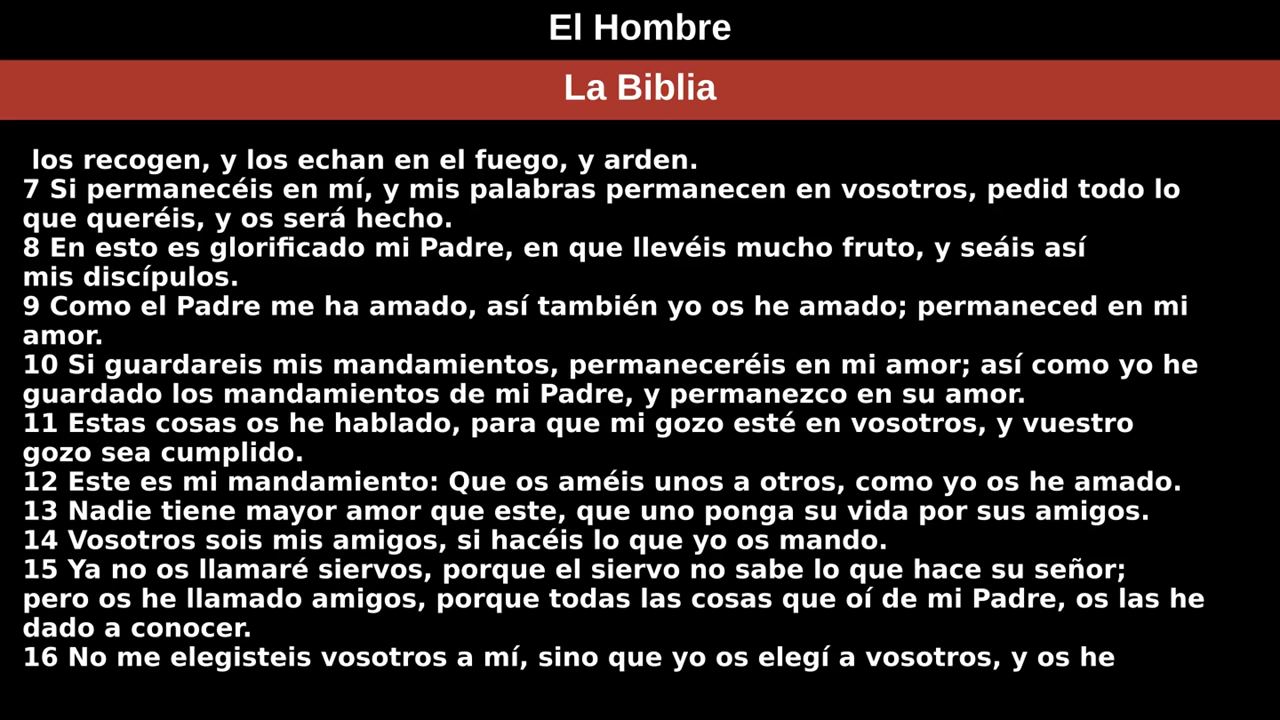 El Hombre
La Biblia
los recogen, y los echan en el fuego, y arden.
7 Si permanecéis en mí, y mis palabras permanecen en vosotros, pedid todo lo
que queréis, y os será hecho.
8 En esto es glorificado mi Padre, en que llevéis mucho fruto, y seáis así
mis discípulos.
9 Como el Padre me ha amado, así también yo os he amado; permaneced en mi
amor.
10 Si guardareis mis mandamientos, permaneceréis en mi amor; así como yo he
guardado los mandamientos de mi Padre, y permanezco en su amor.
11 Estas cosas os he hablado, para que mi gozo esté en vosotros, y vuestro
gozo sea cumplido.
12 Este es mi mandamiento: Que os améis unos a otros, como yo os he amado.
13 Nadie tiene mayor amor que este, que uno ponga su vida por sus amigos.
14 Vosotros sois mis amigos, si hacéis lo que yo os mando.
15 Ya no os llamaré siervos, porque el siervo no sabe lo que hace su señor;
pero os he llamado amigos, porque todas las cosas que oí de mi Padre, os las he
dado a conocer.
16 No me elegisteis vosotros a mí, sino que yo os elegí a vosotros, y os he